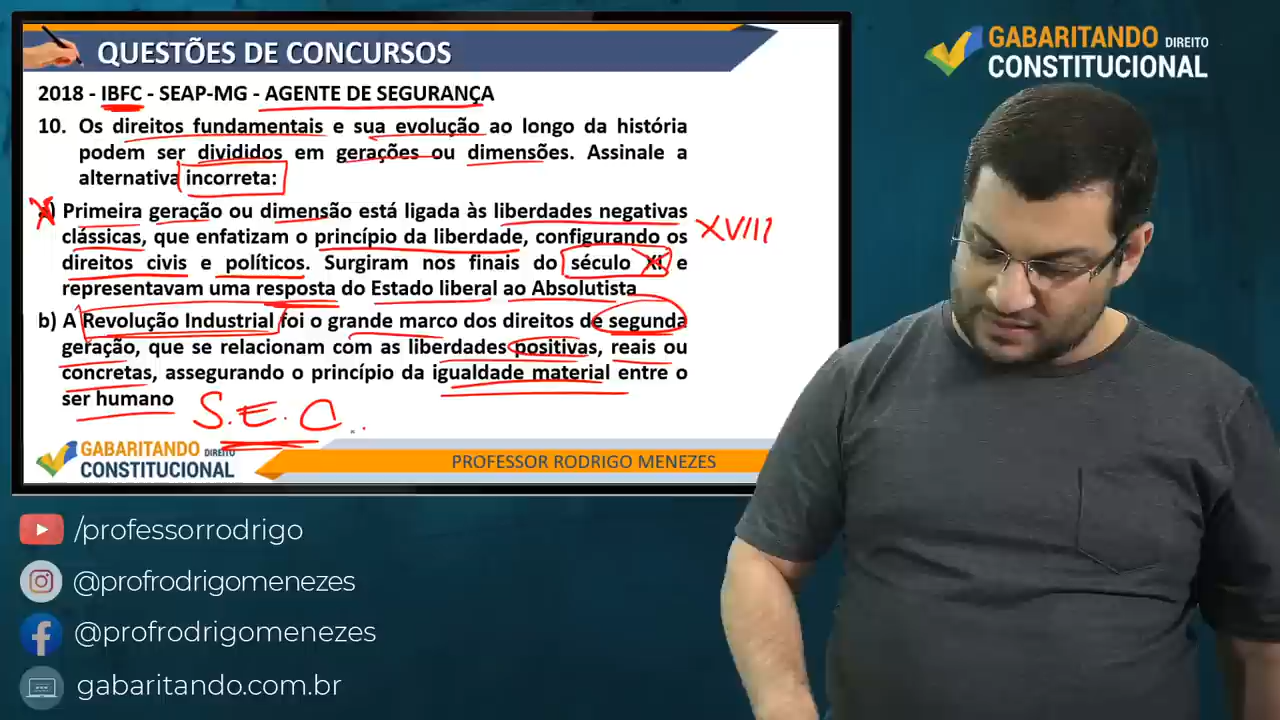 QUESTÕES DE CONCURSOS
GABARITANDO DIREITO
CONSTITUCIONAL
2018 - IBFC - SEAP-MG - AGENTE DE SEGURANÇA
10. Os direitos fundamentais e sua evolução ao longo da história
podem ser divididos em gerações ou dimensões. Assinale a
alternativa incorreta:
a) Primeira geração ou dimensão está ligada às liberdades negativas
clássicas, que enfatizam o princípio da liberdade, configurando os
direitos civis e políticos. Surgiram nos finais do século XI e
representavam uma resposta do Estado liberal ao Absolutista
XVIII
b) A Revolução Industrial foi o grande marco dos direitos de segunda
geração, que se relacionam com as liberdades positivas, reais ou
concretas, assegurando o princípio da igualdade material entre o
ser humano
S.E.C.
GABARITANDO DIREITO
CONSTITUCIONAL
PROFESSOR RODRIGO MENEZES
/professorrodrigo
@profrodrigomenezes
@profrodrigomenezes
gabaritando.com.br